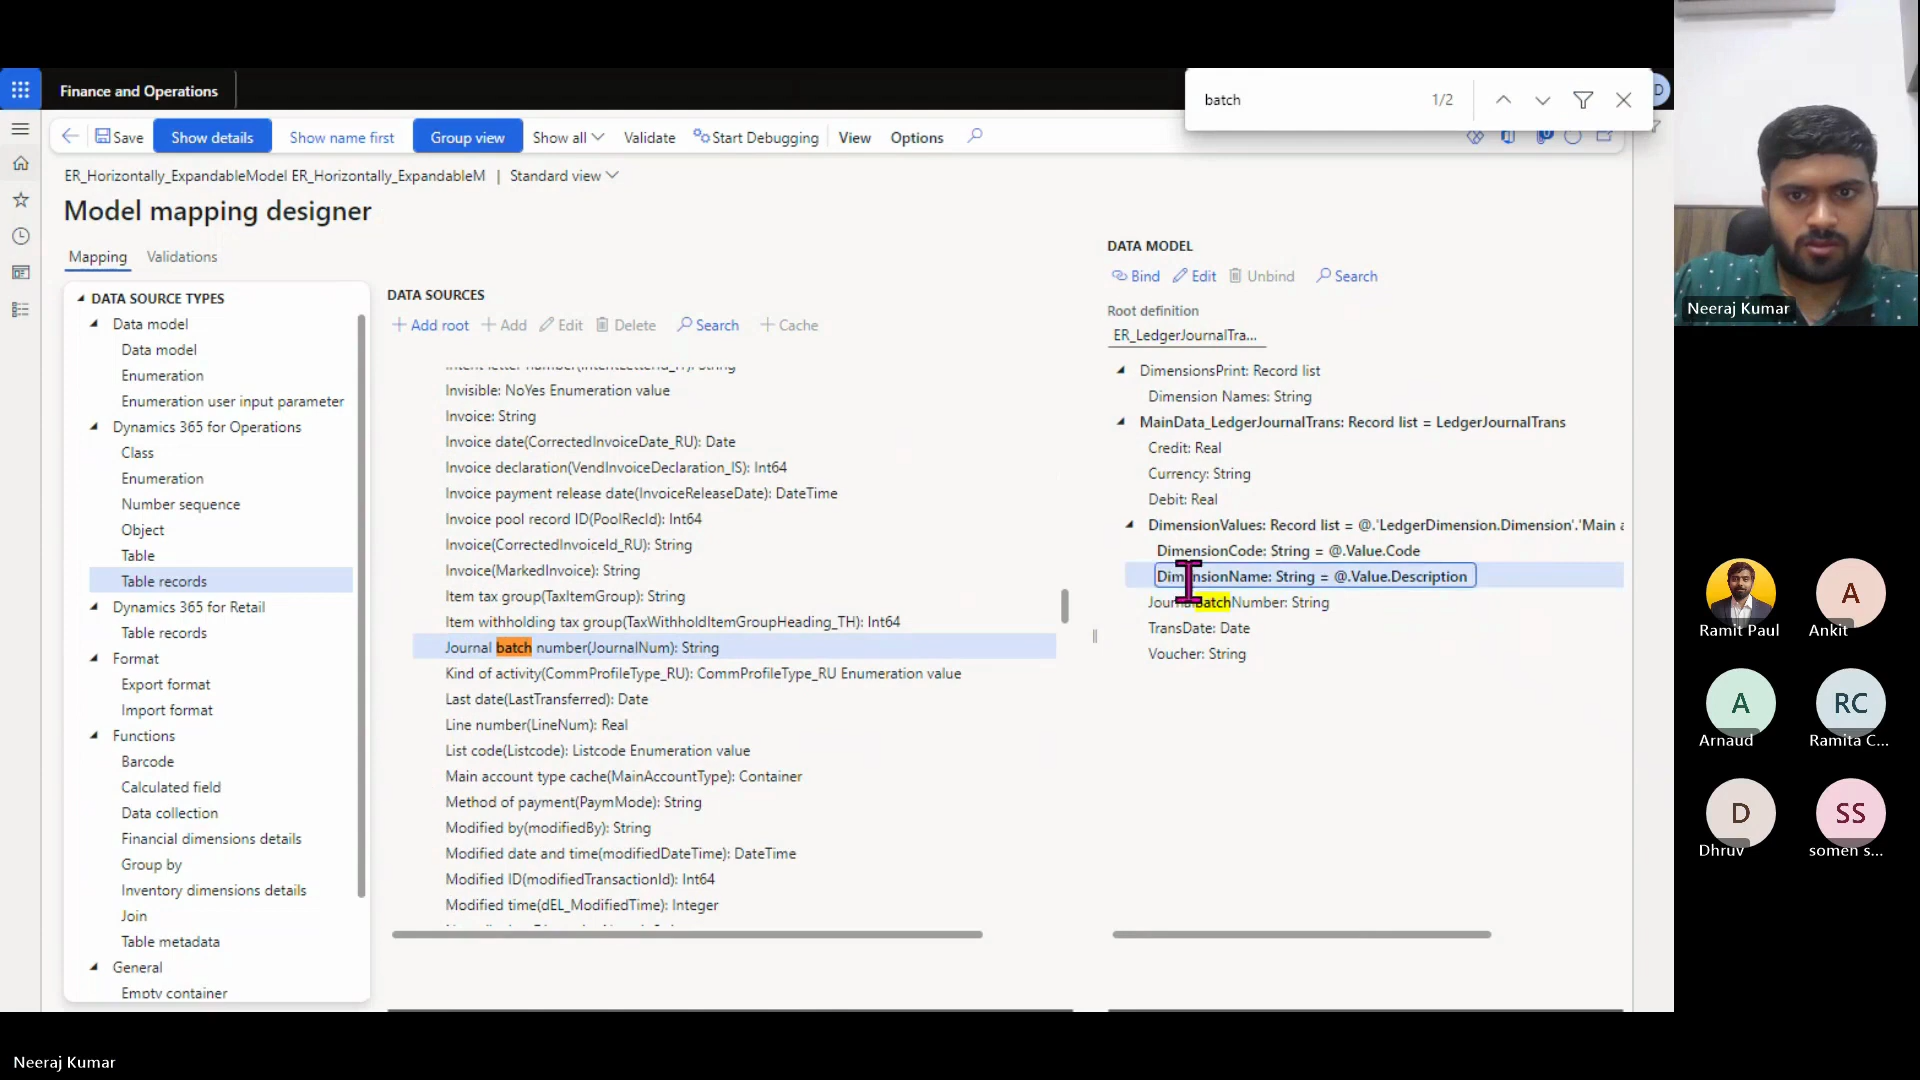 Finance and Operations
batch
1/2
D
Save
Show details
Show name first
Group view
Show all
Validate
Start Debugging
View
Options
ER_Horizontally_ExpandableModel ER_Horizontally_ExpandableM | Standard view
Model mapping designer
Mapping
Validations
DATA SOURCE TYPES
Data model
Data model
Enumeration
Enumeration user input parameter
Dynamics 365 for Operations
Class
Enumeration
Number sequence
Object
Table
Table records
Dynamics 365 for Retail
Table records
Format
Export format
Import format
Functions
Barcode
Calculated field
Data collection
Financial dimensions details
Group by
Inventory dimensions details
Join
Table metadata
General
Empty container
DATA SOURCES
Add root
Add
Edit
Delete
Search
Cache
Invisible: NoYes Enumeration value
Invoice: String
Invoice date(CorrectedInvoiceDate_RU): Date
Invoice declaration(VendInvoiceDeclaration_IS): Int64
Invoice payment release date(InvoiceReleaseDate): DateTime
Invoice pool record ID(PoolRecId): Int64
Invoice(CorrectedInvoiceId_RU): String
Invoice(MarkedInvoice): String
Item tax group(TaxItemGroup): String
Item withholding tax group(TaxWithholdItemGroupHeading_TH): Int64
Journal batch number(JournalNum): String
Kind of activity(CommProfileType_RU): CommProfileType_RU Enumeration value
Last date(LastTransferred): Date
Line number(LineNum): Real
List code(Listcode): Listcode Enumeration value
Main account type cache(MainAccountType): Container
Method of payment(PaymMode): String
Modified by(modifiedBy): String
Modified date and time(modifiedDateTime): DateTime
Modified ID(modifiedTransactionId): Int64
Modified time(dEL_ModifiedTime): Integer
DATA MODEL
Bind
Edit
Unbind
Search
Root definition
ER_LedgerJournalTra...
DimensionsPrint: Record list
Dimension Names: String
MainData_LedgerJournalTrans: Record list = LedgerJournalTrans
Credit: Real
Currency: String
Debit: Real
DimensionValues: Record list = @.'LedgerDimension.Dimension'.'Main a
DimensionCode: String = @.Value.Code
DimensionName: String = @.Value.Description
JournalBatchNumber: String
TransDate: Date
Voucher: String
Neeraj Kumar
Ramit Paul
A
Ankit
A
Arnaud
RC
Ramita C...
D
Dhruv
SS
somen s...
Neeraj Kumar